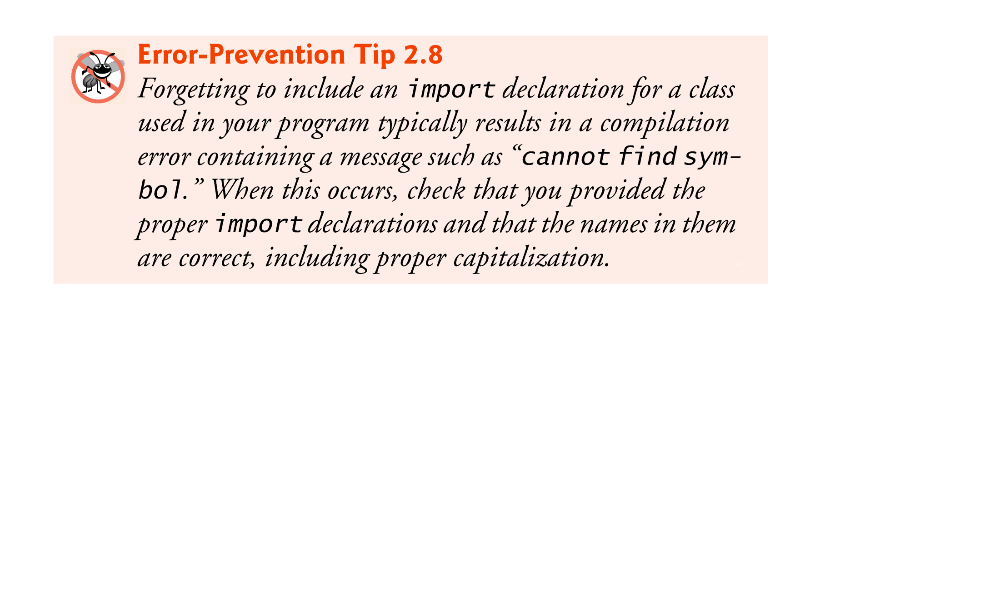 Error-Prevention Tip 2.8
Forgetting to include an import declaration for a class
used in your program typically results in a compilation
error containing a message such as “cannot find sym-
bol.” When this occurs, check that you provided the
proper import declarations and that the names in them
are correct, including proper capitalization.